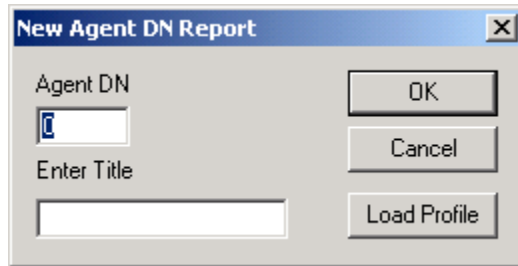 New Agent DN Report
Agent DN
0
Enter Title
OK
Cancel
Load Profile